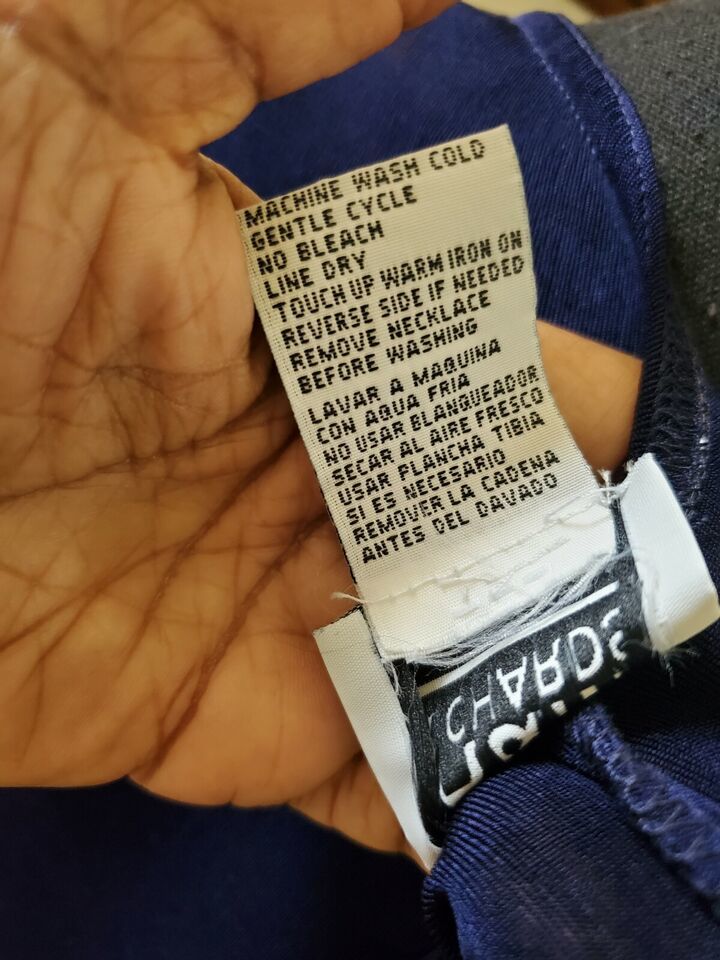 MACHINE WASH COLD
GENTLE CYCLE
NO BLEACH
LINE DRY
TOUCH UP WARM IRON ON
REVERSE SIDE IF NEEDED
REMOVE NECKLACE
BEFORE WASHING
LAVAR A MAQUINA
CON AQUA FRIA
NO USAR BLANQUEADOR
SECAR AL AIRE FRESCO
USAR PLANCHA TIBIA
SI ES NECESARIO
REMOVER LA CADENA
ANTES DEL DAVADO
CHARDS